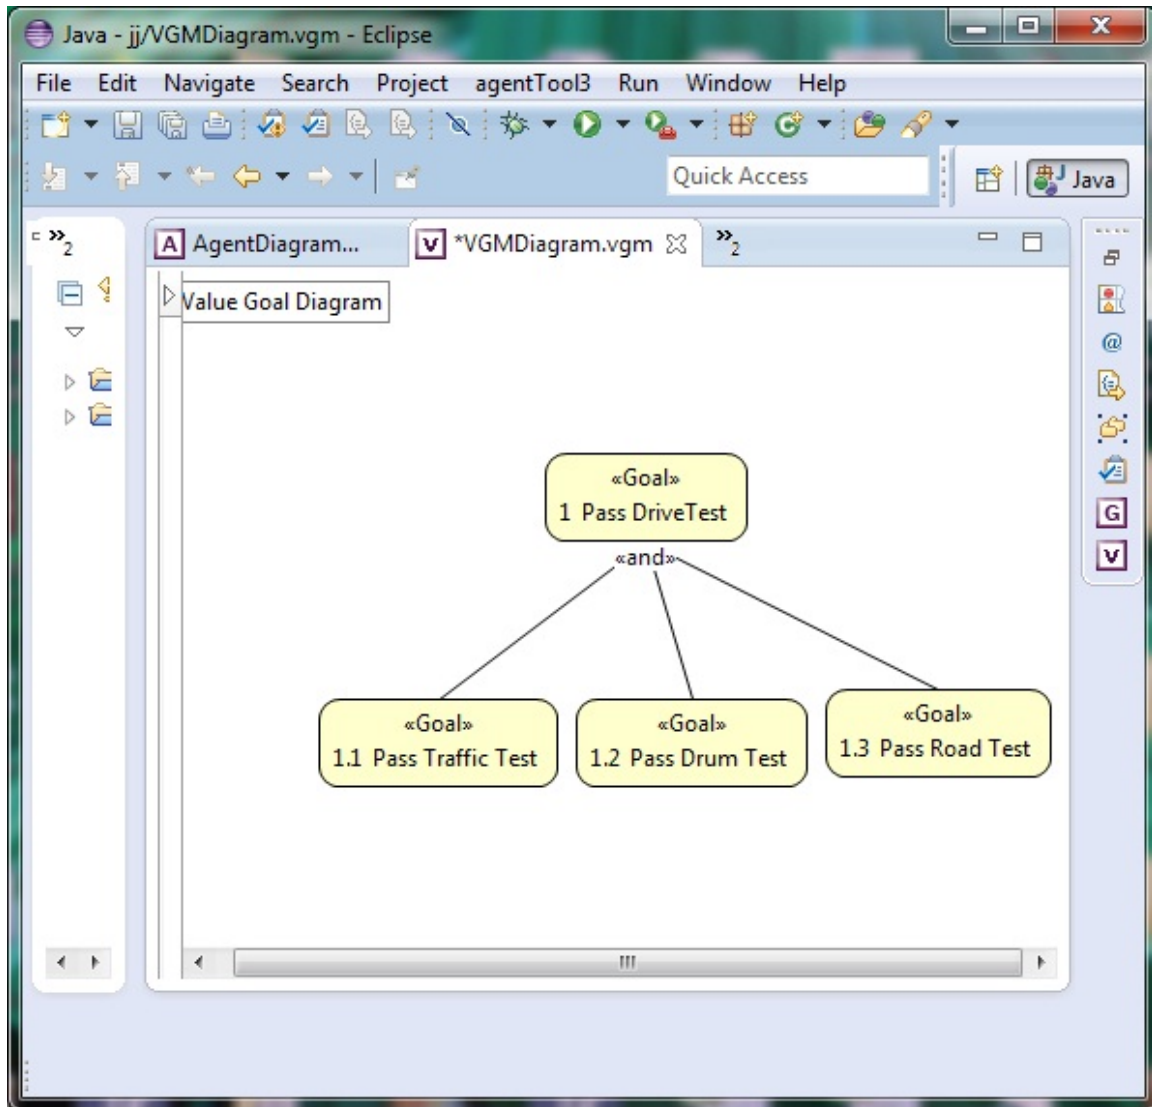 Java - jj/VGMDiagram.vgm - Eclipse
File Edit Navigate Search Project agentTool3 Run Window Help
Quick Access
Java
»2
AgentDiagram...
*VGMDiagram.vgm
»2
Value Goal Diagram
«Goal»
1 Pass DriveTest
«and»
«Goal»
1.1 Pass Traffic Test
«Goal»
1.2 Pass Drum Test
«Goal»
1.3 Pass Road Test